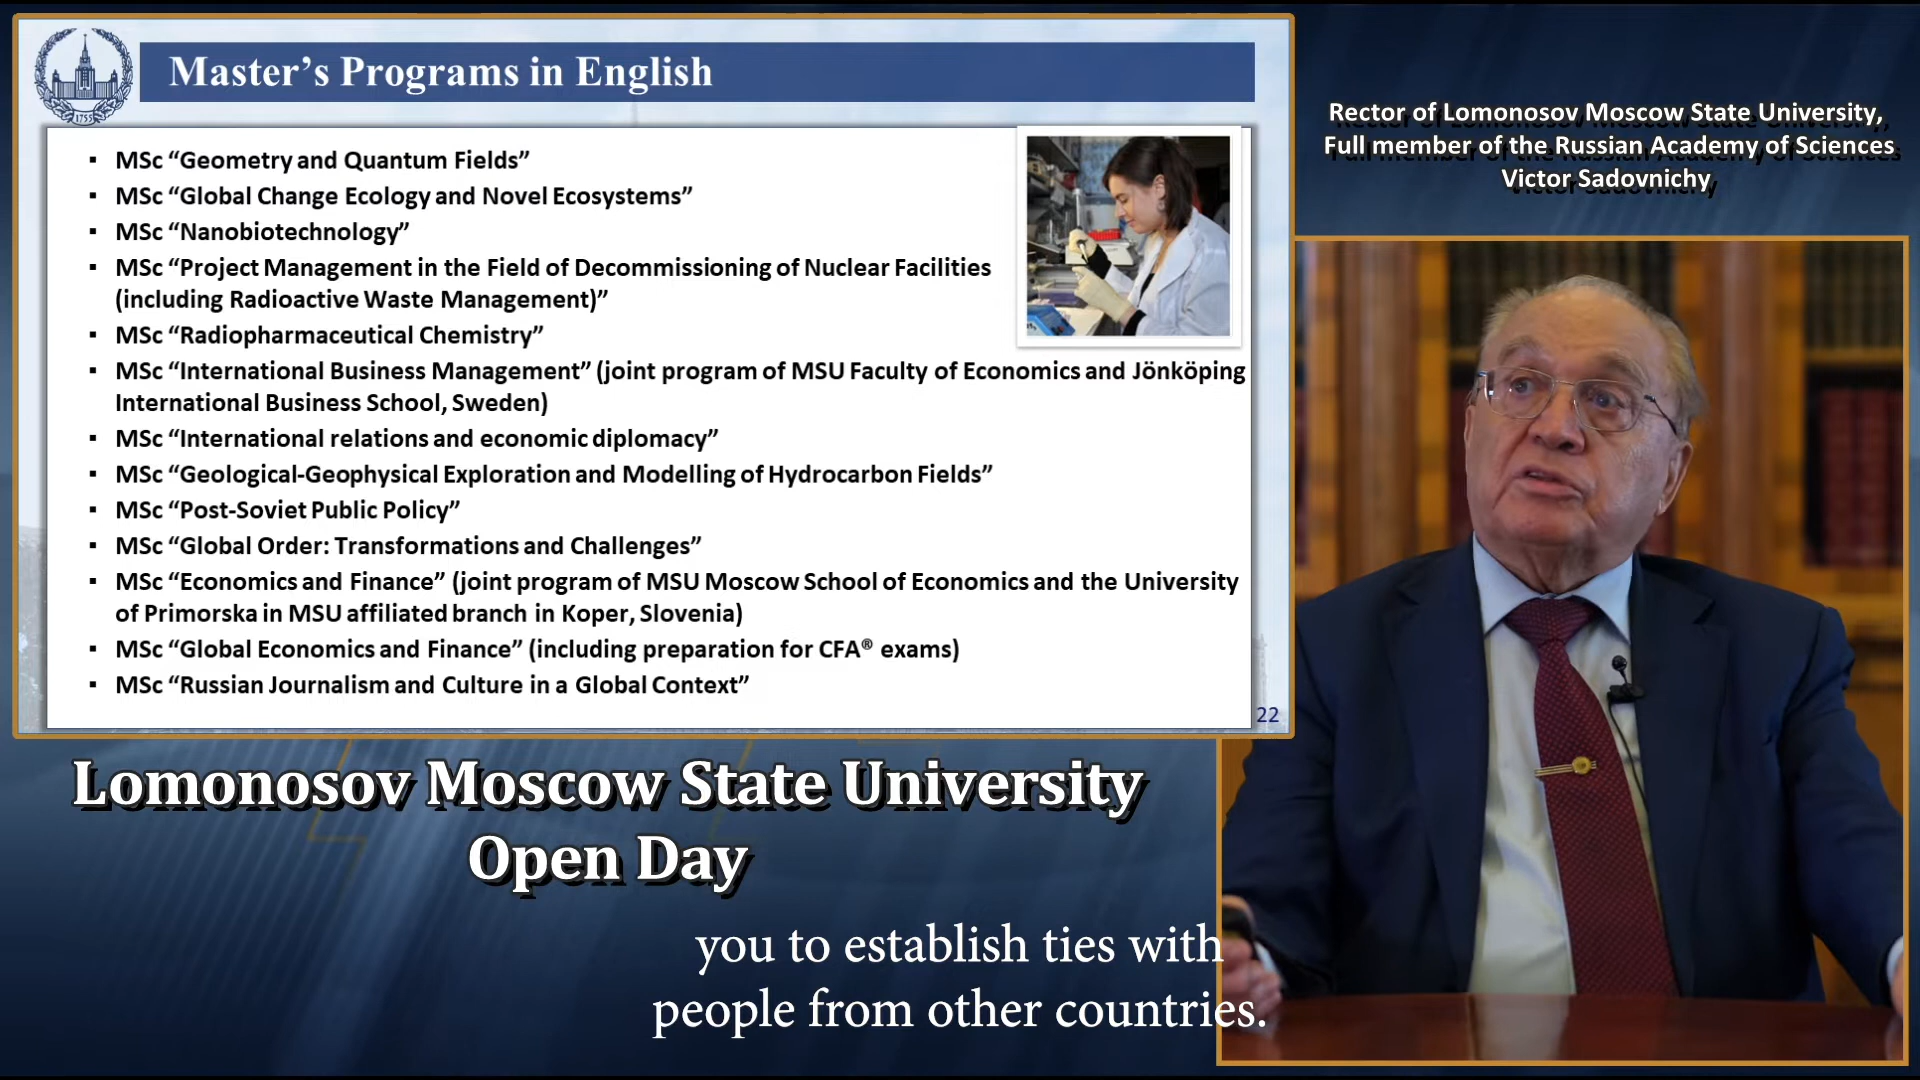 Master’s Programs in English
1755
▪ MSc “Geometry and Quantum Fields”
▪ MSc “Global Change Ecology and Novel Ecosystems”
▪ MSc “Nanobiotechnology”
▪ MSc “Project Management in the Field of Decommissioning of Nuclear Facilities
(including Radioactive Waste Management)”
▪ MSc “Radiopharmaceutical Chemistry”
▪ MSc “International Business Management” (joint program of MSU Faculty of Economics and Jönköping
International Business School, Sweden)
▪ MSc “International relations and economic diplomacy”
▪ MSc “Geological-Geophysical Exploration and Modelling of Hydrocarbon Fields”
▪ MSc “Post-Soviet Public Policy”
▪ MSc “Global Order: Transformations and Challenges”
▪ MSc “Economics and Finance” (joint program of MSU Moscow School of Economics and the University
of Primorska in MSU affiliated branch in Koper, Slovenia)
▪ MSc “Global Economics and Finance” (including preparation for CFA® exams)
▪ MSc “Russian Journalism and Culture in a Global Context”
22
Rector of Lomonosov Moscow State University,
Full member of the Russian Academy of Sciences
Victor Sadovnichy
Lomonosov Moscow State University
Open Day
you to establish ties with
people from other countries.